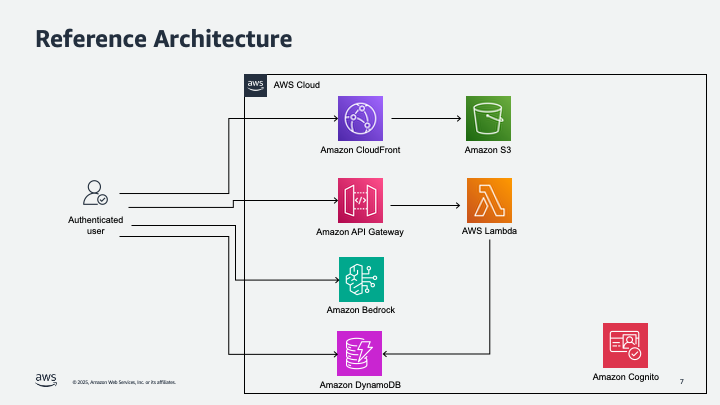 Reference Architecture
aws
AWS Cloud
Amazon CloudFront
Amazon S3
Authenticated
user
Amazon API Gateway
AWS Lambda
Amazon Bedrock
Amazon DynamoDB
Amazon Cognito
aws
© 2025, Amazon Web Services, Inc. or its affiliates.
7